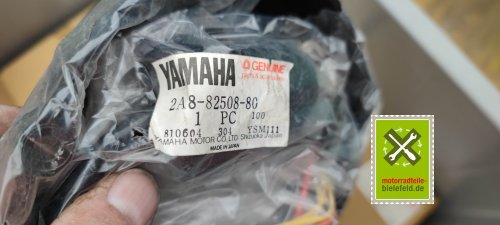 YAMAHA
GENUINE
PARTS & ACCESSORIES
2A8-82508-80
1 PC 100
810604 304 YSM111
YAMAHA MOTOR CO., LTD. Shizuoka Japan
MADE IN JAPAN
motorradteile-
bielefeld.de